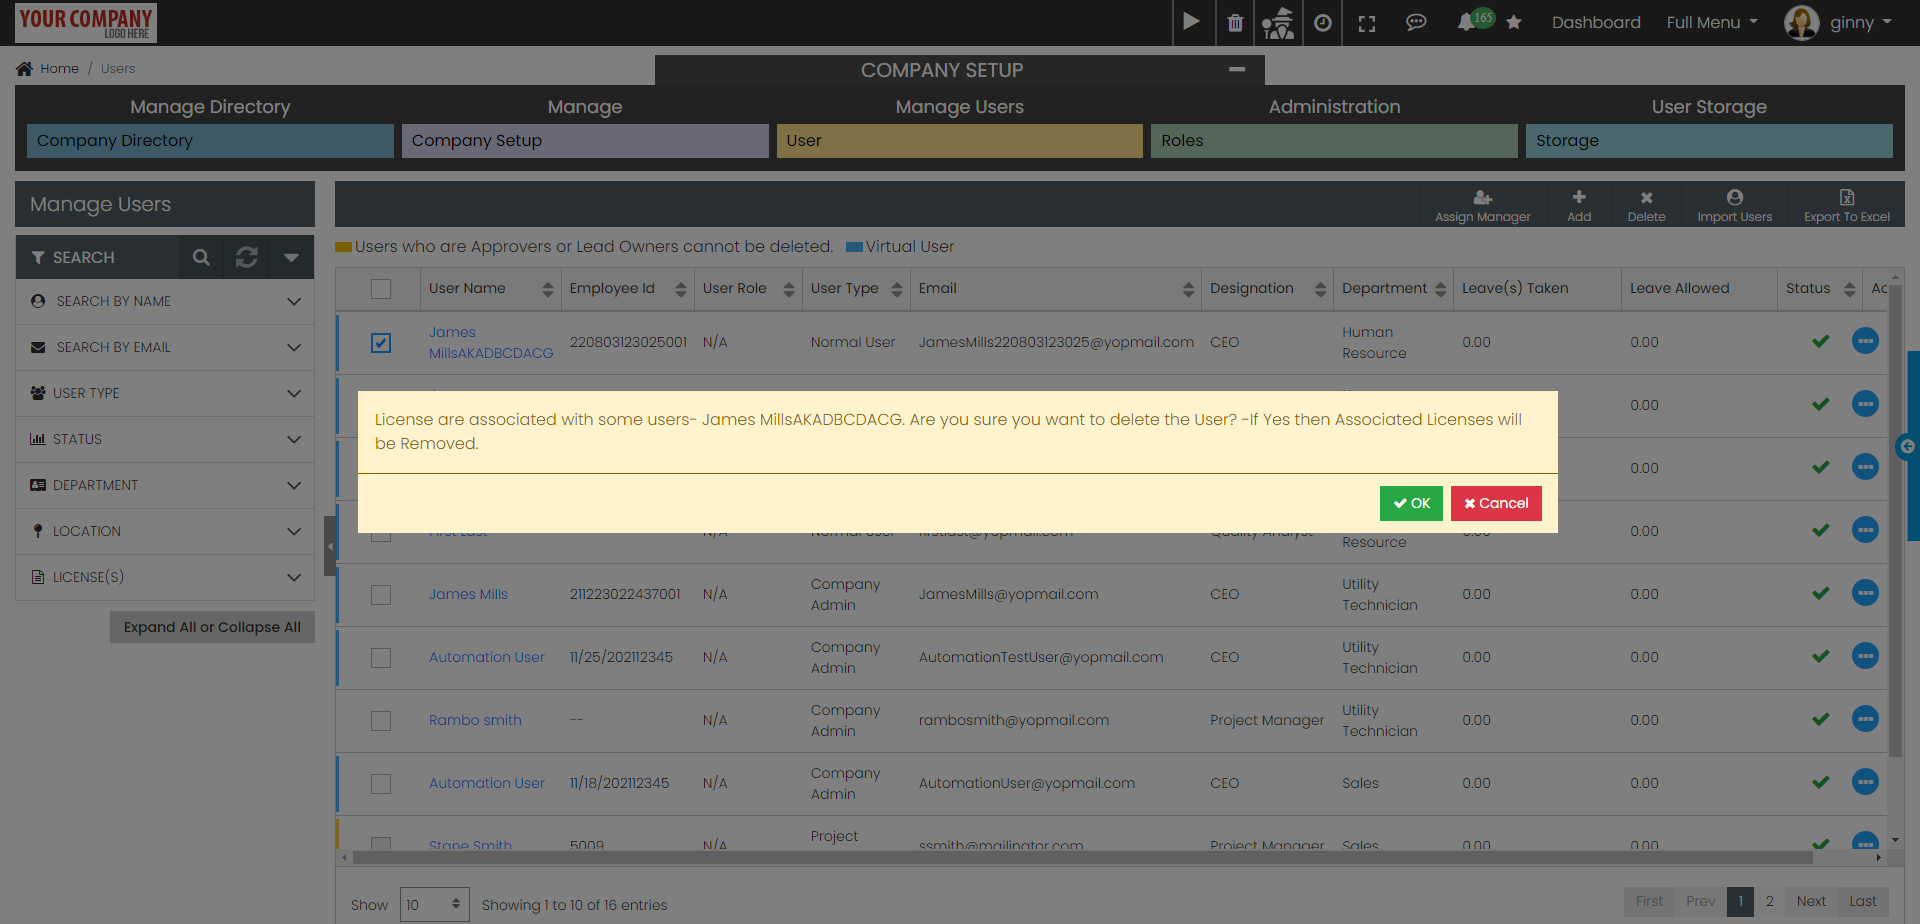 YOUR COMPANY
LOGO HERE
165
Dashboard
Full Menu
ginny
Home / Users
COMPANY SETUP
Manage Directory
Manage
Manage Users
Administration
User Storage
Company Directory
Company Setup
User
Roles
Storage
Manage Users
Assign Manager
Add
Delete
Import Users
Export To Excel
SEARCH
SEARCH BY NAME
SEARCH BY EMAIL
USER TYPE
STATUS
DEPARTMENT
LOCATION
LICENSE(S)
Expand All or Collapse All
Users who are Approvers or Lead Owners cannot be deleted. Virtual User
User Name Employee Id User Role User Type Email Designation Department Leave(s) Taken Leave Allowed Status Ac
James MillsAKADBCDACG 220803123025001 N/A Normal User JamesMills220803123025@yopmail.com CEO Human Resource 0.00 0.00
0.00
License are associated with some users- James MillsAKADBCDACG. Are you sure you want to delete the User? -If Yes then Associated Licenses will
be Removed.
0.00
OK
Cancel
First Last N/A Normal User firstlast@yopmail.com Quality Analyst Resource 0.00 0.00
James Mills 211223022437001 N/A Company Admin JamesMills@yopmail.com CEO Utility Technician 0.00 0.00
Automation User 11/25/202112345 N/A Company Admin AutomationTestUser@yopmail.com CEO Utility Technician 0.00 0.00
Rambo smith -- N/A Company Admin rambosmith@yopmail.com Project Manager Utility Technician 0.00 0.00
Automation User 11/18/202112345 N/A Company Admin AutomationUser@yopmail.com CEO Sales 0.00 0.00
Stane Smith 5009 N/A Project ssmith@mailinator.com Project Manager Sales 0.00 0.00
Show 10 Showing 1 to 10 of 16 entries
First Prev 1 2 Next Last